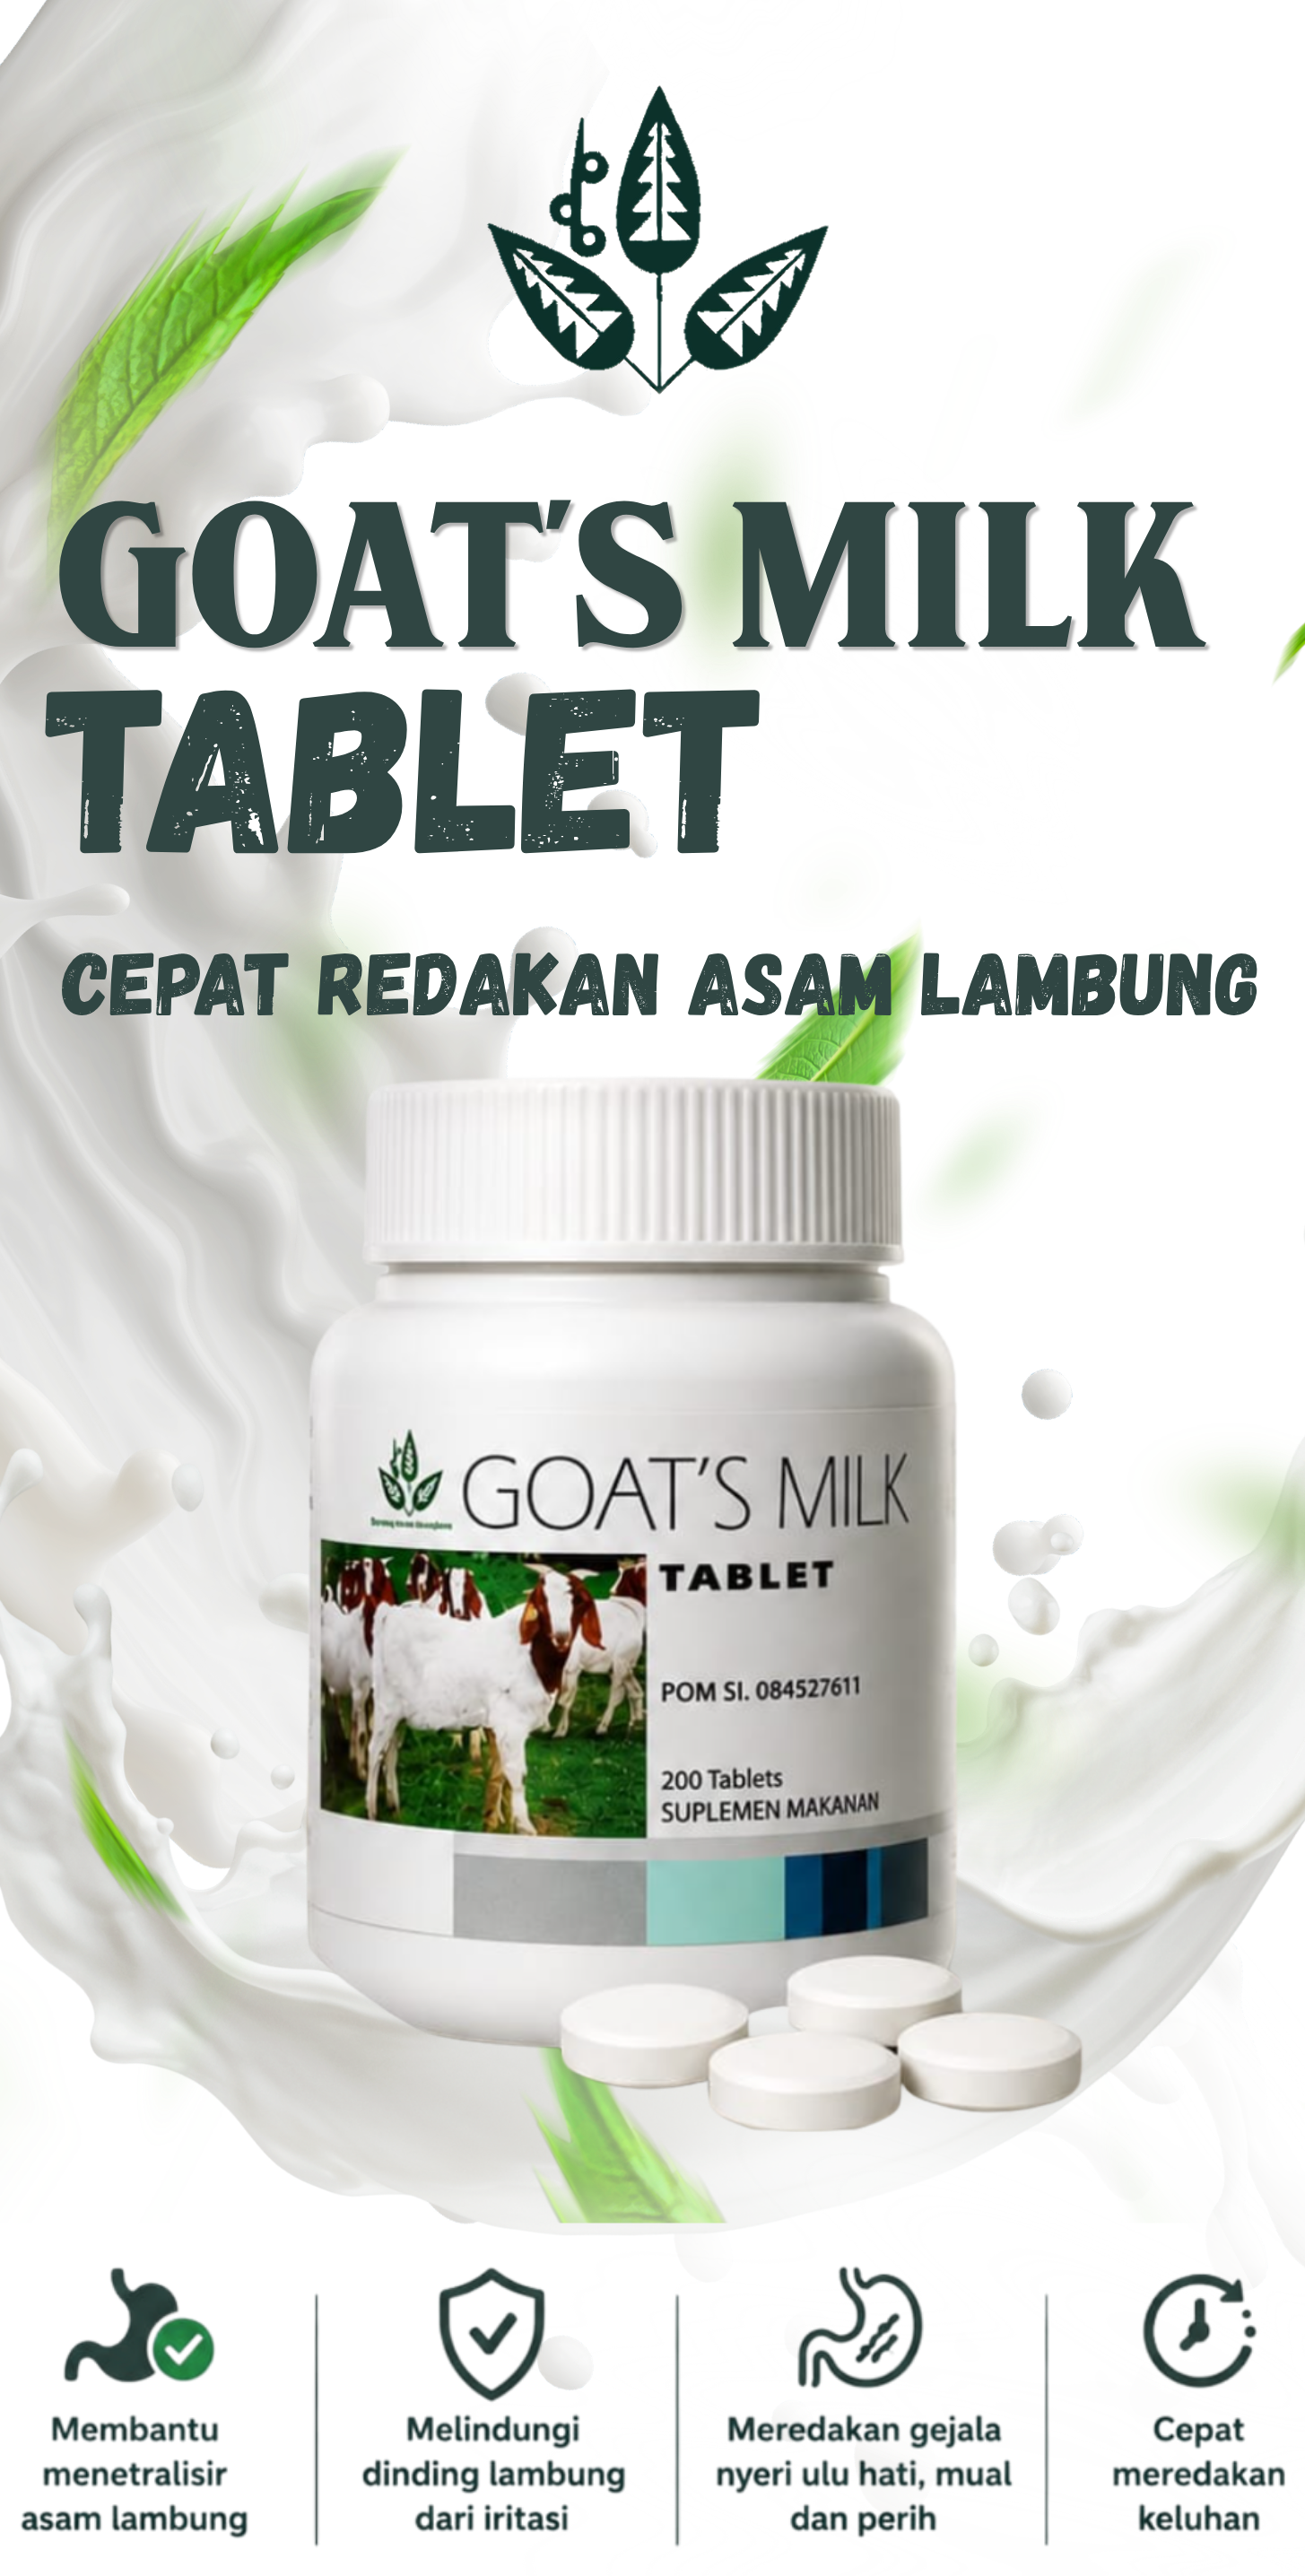 GOAT'S MILK
TABLET
CEPAT REDAKAN ASAM LAMBUNG
GOAT'S MILK
TABLET
POM SI. 084527611
200 Tablets
SUPLEMEN MAKANAN
Membantu
menetralisir
asam lambung
Melindungi
dinding lambung
dari iritasi
Meredakan gejala
nyeri ulu hati, mual
dan perih
Cepat
meredakan
keluhan